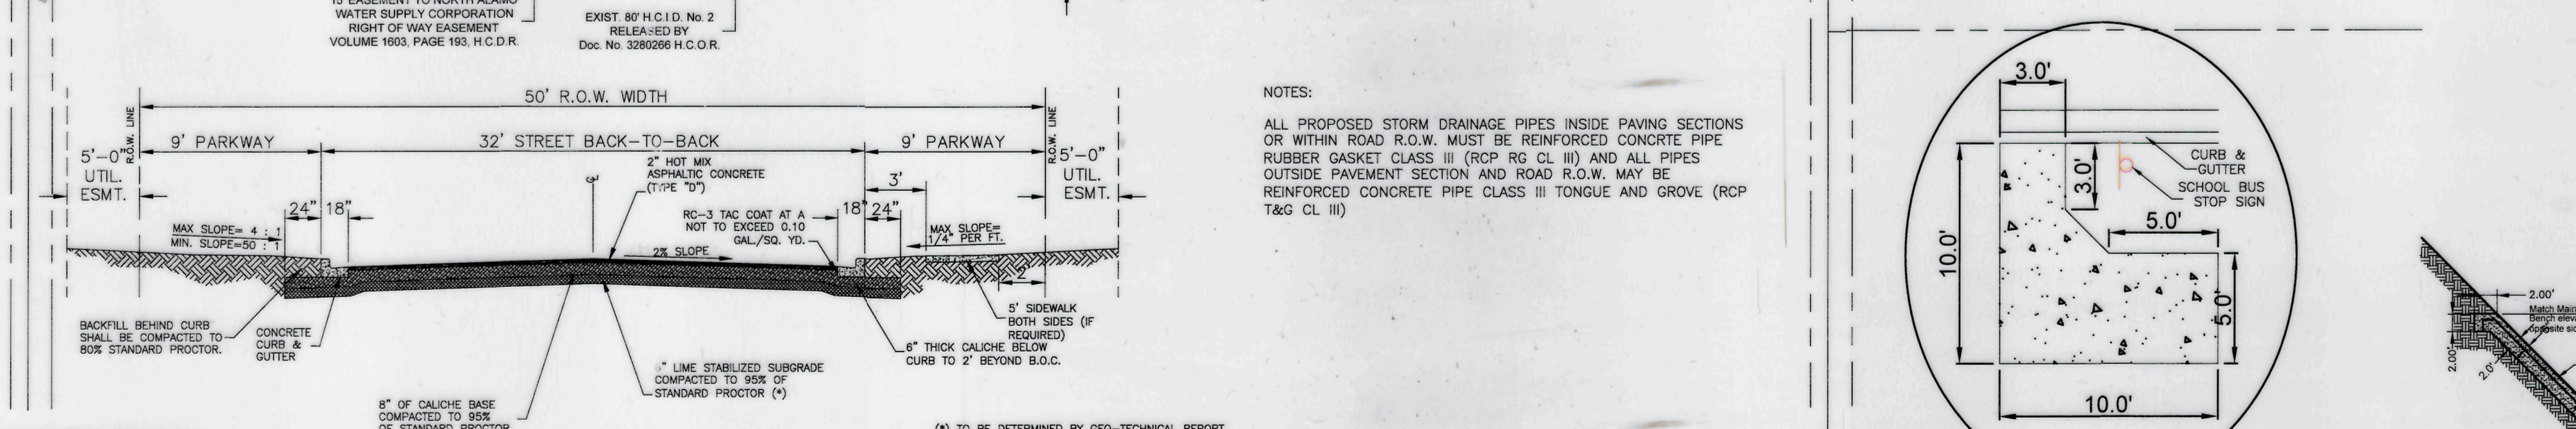 15' EASEMENT TO NORTH ALAMO
WATER SUPPLY CORPORATION
RIGHT OF WAY EASEMENT
VOLUME 1603, PAGE 193, H.C.D.R.
EXIST. 80' H.C.I.D. No. 2
RELEASED BY
Doc. No. 3280266 H.C.O.R.
50' R.O.W. WIDTH
R.O.W. LINE
R.O.W. LINE
9' PARKWAY
32' STREET BACK-TO-BACK
9' PARKWAY
5'-0"
UTIL.
ESMT.
5'-0"
UTIL.
ESMT.
2" HOT MIX
ASPHALTIC CONCRETE
(TYPE "D")
3'
24"
18"
18"
24"
RC-3 TAC COAT AT A
NOT TO EXCEED 0.10
GAL./SQ. YD.
MAX SLOPE= 4 : 1
MIN. SLOPE=50 : 1
MAX SLOPE=
1/4" PER FT.
2% SLOPE
2'
BACKFILL BEHIND CURB
SHALL BE COMPACTED TO
80% STANDARD PROCTOR.
CONCRETE
CURB &
GUTTER
5' SIDEWALK
BOTH SIDES (IF
REQUIRED)
6" THICK CALICHE BELOW
CURB TO 2' BEYOND B.O.C.
LIME STABILIZED SUBGRADE
COMPACTED TO 95% OF
STANDARD PROCTOR (*)
8" OF CALICHE BASE
COMPACTED TO 95%
OF STANDARD PROCTOR
(*) TO BE DETERMINED BY GEO-TECHNICAL REPORT
NOTES:
ALL PROPOSED STORM DRAINAGE PIPES INSIDE PAVING SECTIONS
OR WITHIN ROAD R.O.W. MUST BE REINFORCED CONCRTE PIPE
RUBBER GASKET CLASS III (RCP RG CL III) AND ALL PIPES
OUTSIDE PAVEMENT SECTION AND ROAD R.O.W. MAY BE
REINFORCED CONCRETE PIPE CLASS III TONGUE AND GROVE (RCP
T&G CL III)
3.0'
3.0'
CURB &
GUTTER
SCHOOL BUS
STOP SIGN
5.0'
10.0'
5.0'
10.0'
2.00'
Match Main
Bench
opposite
2.00'
2.0'